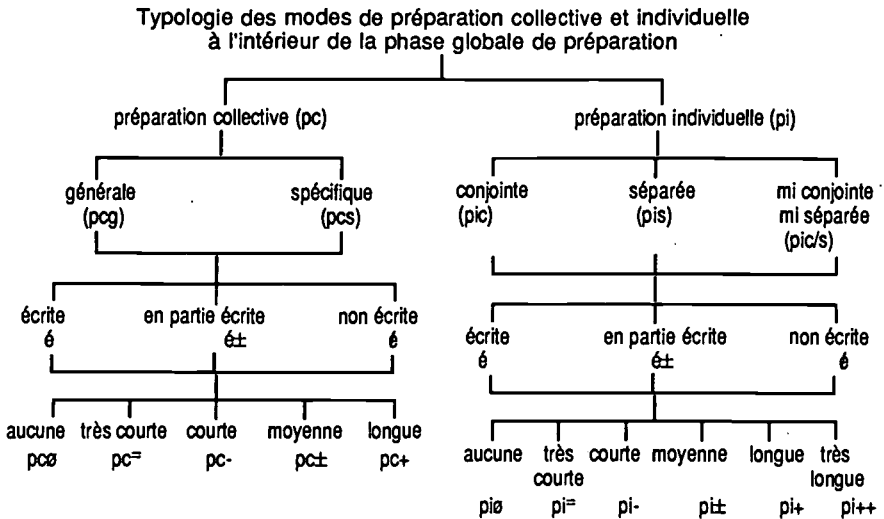 Typologie des modes de préparation collective et individuelle
à l'intérieur de la phase globale de préparation
préparation collective (pc)
préparation individuelle (pi)
générale
(pcg)
spécifique
(pcs)
conjointe
(pic)
séparée
(pis)
mi conjointe
mi séparée
(pic/s)
écrite
é
en partie écrite
é±
non écrite
é
écrite
é
en partie écrite
é±
non écrite
é
aucune
pcø
très courte
pc=
courte
pc-
moyenne
pc±
longue
pc+
aucune
piø
très
courte
pi=
courte
pi-
moyenne
pi±
longue
pi+
très
longue
pi++